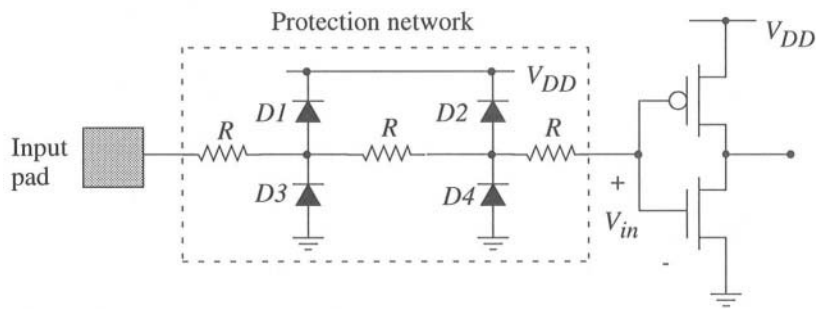 Protection network
V_DD
V_DD
D1
D2
R
R
R
Input
pad
D3
D4
+
V_in
-